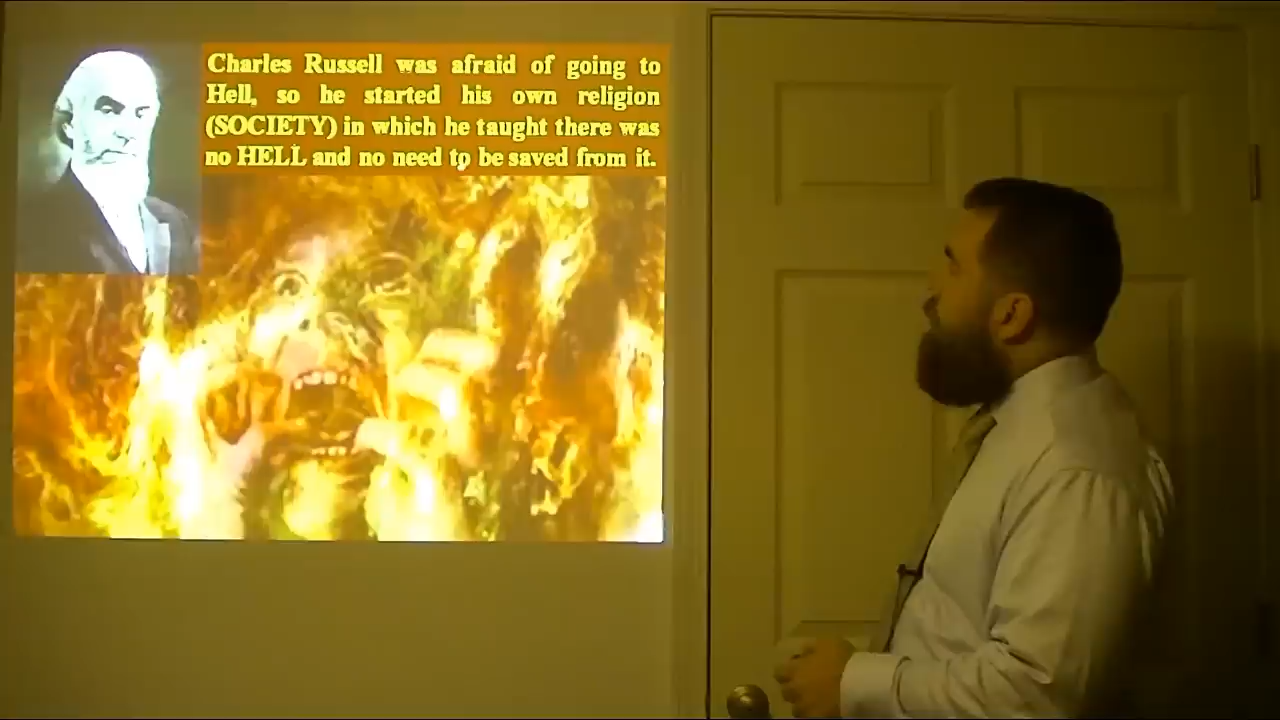 Charles Russell was afraid of going to
Hell, so he started his own religion
(SOCIETY) in which he taught there was
no HELL and no need to be saved from it.